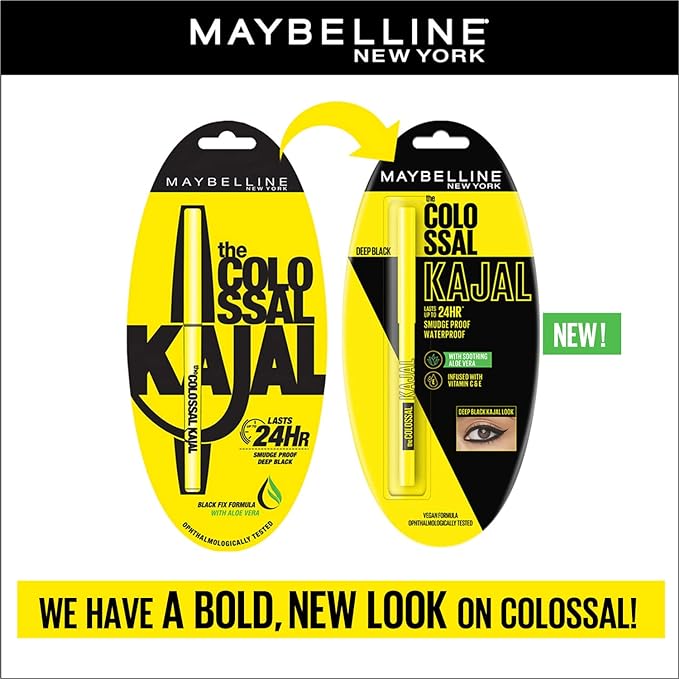 MAYBELLINE
NEW YORK
MAYBELLINE
NEW YORK
the
COLO
SSAL
KAJAL
the COLOSSAL KAJAL
LASTS
UP TO
24HR
SMUDGE PROOF
DEEP BLACK
BLACK FIX FORMULA
WITH ALOE VERA
OPHTHALMOLOGICALLY TESTED
MAYBELLINE
NEW YORK
DEEP BLACK
the
COLO
SSAL
KAJAL
LASTS
UP TO 24HR*
SMUDGE PROOF
WATERPROOF
WITH SOOTHING
ALOE VERA
INFUSED WITH
VITAMIN C&E
DEEP BLACK KAJAL LOOK
the COLOSSAL KAJAL
VEGAN FORMULA
OPHTHALMOLOGICALLY TESTED
NEW!
WE HAVE A BOLD, NEW LOOK ON COLOSSAL!